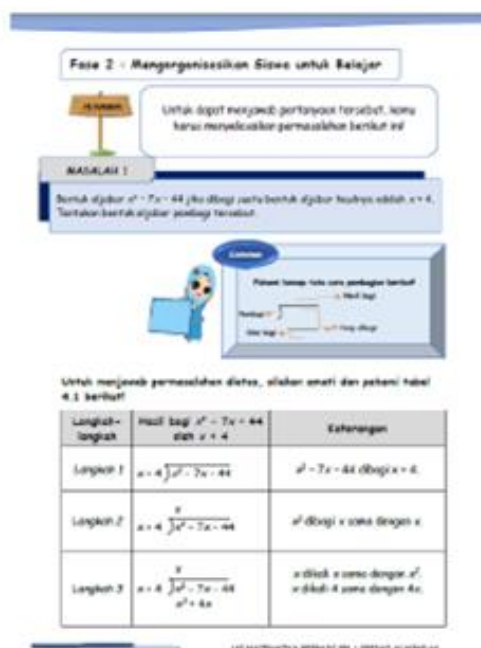 Fase 2 : Mengorganisasikan Siswa untuk Belajar
Untuk dapat menjawab pertanyaan tersebut, kamu
harus menyelesaikan permasalahan berikut ini!
MASALAH 1
Bentuk aljabar x² - 7x - 44 jika dibagi suatu bentuk aljabar hasilnya adalah x + 4.
Tentukan bentuk aljabar pembagi tersebut.
Pahami konsep tata cara pembagian berikut!
Hasil bagi
Pembagi
Yang dibagi
Sisa bagi
Untuk menjawab permasalahan diatas, silakan amati dan pahami tabel
4.1 berikut!
Langkah-
langkah
Hasil bagi x² - 7x - 44
oleh x + 4
Keterangan
Langkah 1
x + 4 x² - 7x - 44
x² - 7x - 44 dibagi x + 4.
Langkah 2
x
x + 4 x² - 7x - 44
x² dibagi x sama dengan x.
Langkah 3
x
x + 4 x² - 7x - 44
x² + 4x
x dikali x sama dengan x².
x dikali 4 sama dengan 4x.